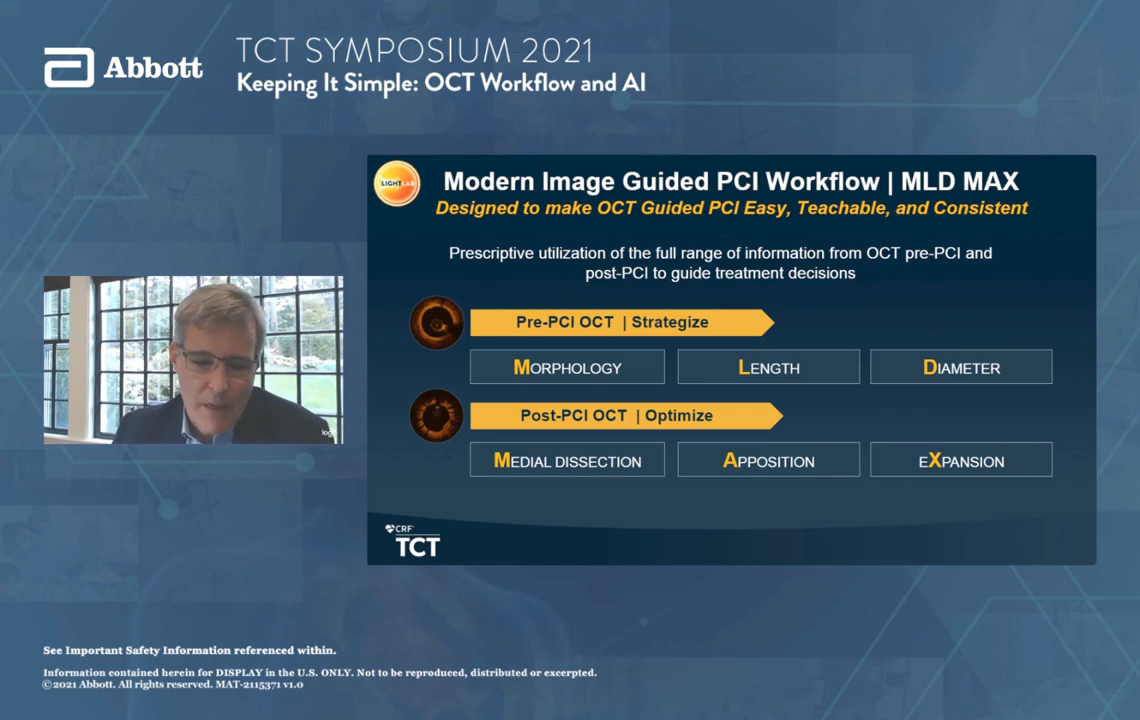 Abbott
TCT SYMPOSIUM 2021
Keeping It Simple: OCT Workflow and AI
LIGHTLAB
Modern Image Guided PCI Workflow | MLD MAX
Designed to make OCT Guided PCI Easy, Teachable, and Consistent
Prescriptive utilization of the full range of information from OCT pre-PCI and
post-PCI to guide treatment decisions
Pre-PCI OCT | Strategize
MORPHOLOGY
LENGTH
DIAMETER
Post-PCI OCT | Optimize
MEDIAL DISSECTION
APPOSITION
EXPANSION
CRF
TCT
See Important Safety Information referenced within.
Information contained herein for DISPLAY in the U.S. ONLY. Not to be reproduced, distributed or excerpted.
©2021 Abbott. All rights reserved. MAT-2115371 v1.0